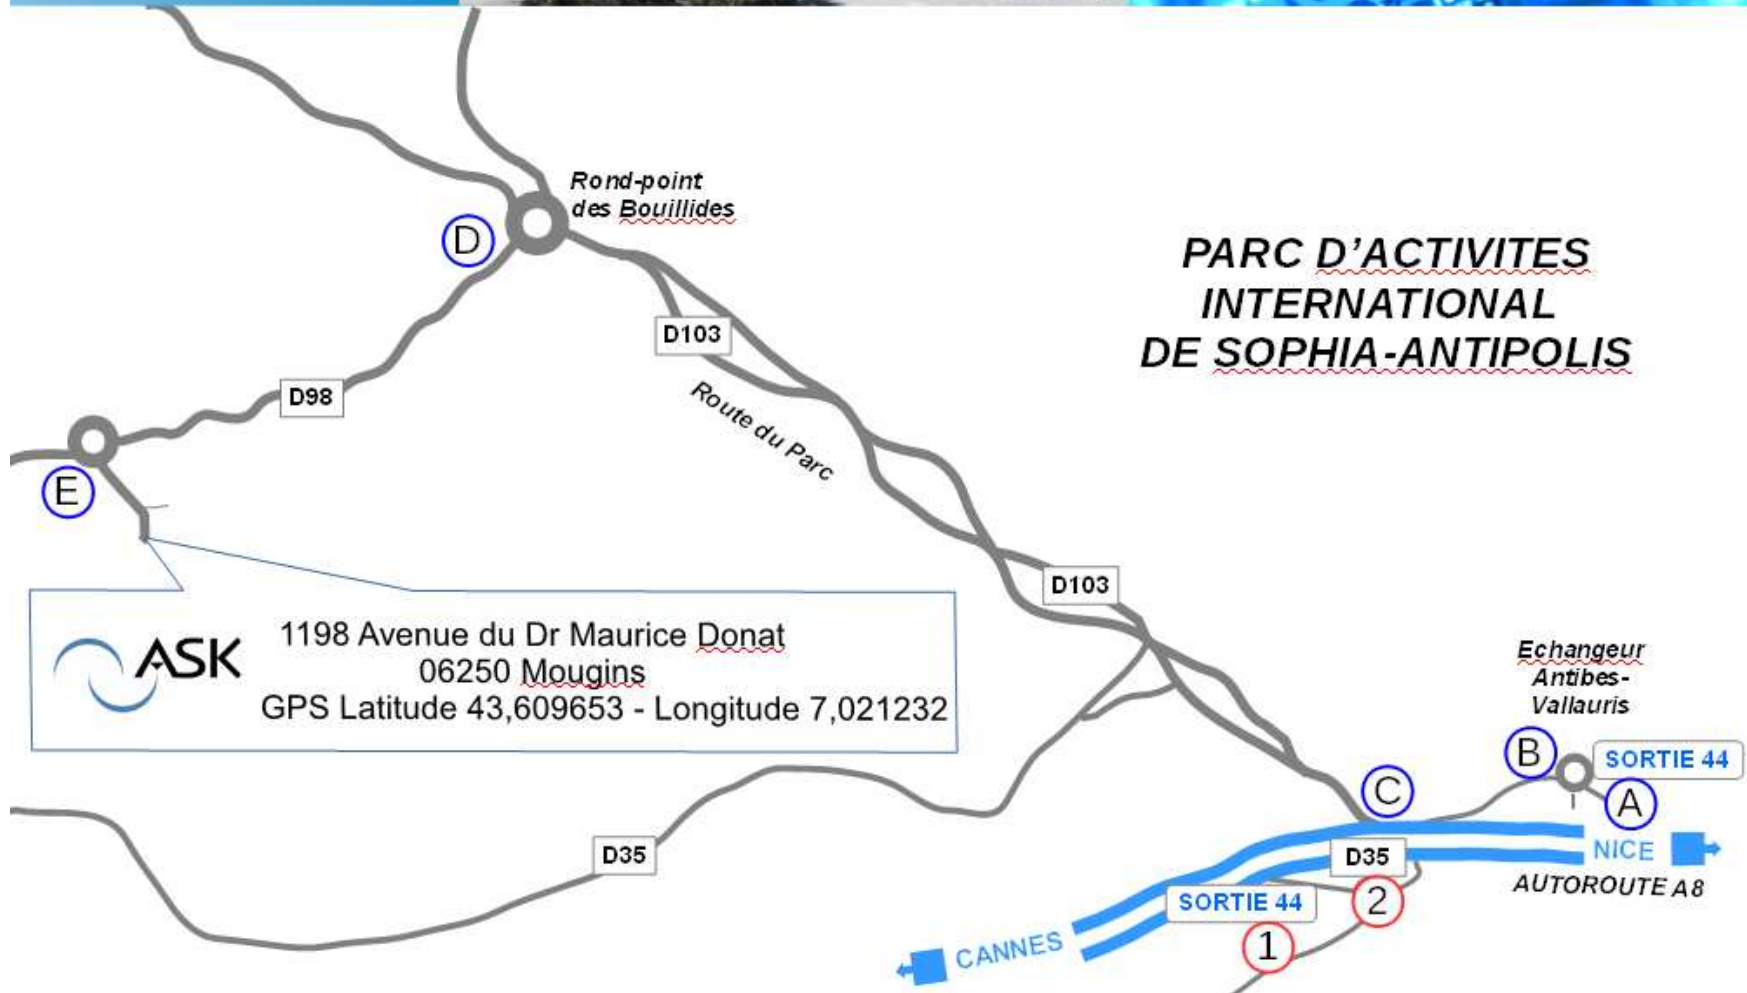 Rond-point
des Bouillides
D
PARC D’ACTIVITES
INTERNATIONAL
DE SOPHIA-ANTIPOLIS
D103
Route du Parc
D98
E
D103
ASK
1198 Avenue du Dr Maurice Donat
06250 Mougins
GPS Latitude 43,609653 - Longitude 7,021232
Echangeur
Antibes-
Vallauris
B
SORTIE 44
C
A
D35
D35
NICE
AUTOROUTE A8
SORTIE 44
2
1
CANNES